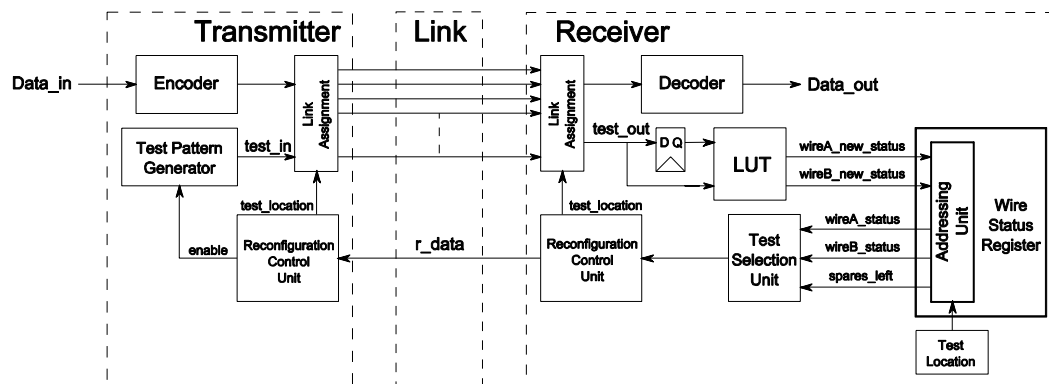 Transmitter
Link
Receiver
Data_in
Encoder
Link
Assignment
Link
Assignment
Decoder
Data_out
Test Pattern
Generator
test_in
test_out
D Q
LUT
wireA_new_status
wireB_new_status
Addressing
Unit
Wire
Status
Register
test_location
test_location
enable
Reconfiguration
Control
Unit
r_data
Reconfiguration
Control
Unit
Test
Selection
Unit
wireA_status
wireB_status
spares_left
Test
Location